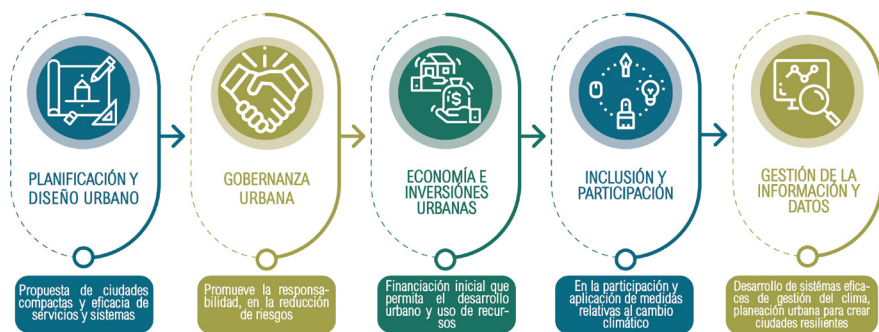 PLANIFICACIÓN Y
DISEÑO URBANO
Propuesta de ciudades
compactas y eficacia de
servicios y sistemas
GOBERNANZA
URBANA
Promueve la responsa-
bilidad, en la reducción
de riesgos
ECONOMÍA E
INVERSIÓNES
URBANAS
Financiación inicial que
permita el desarrollo
urbano y uso de recur-
sos
INCLUSIÓN Y
PARTICIPACIÓN
En la participación y
aplicación de medidas
relativas al cambio
climático
GESTIÓN DE LA
INFORMACIÓN Y
DATOS
Desarrollo de sistémas efica-
ces de gestión del clima,
planeación urbana para crear
ciudades resilientes